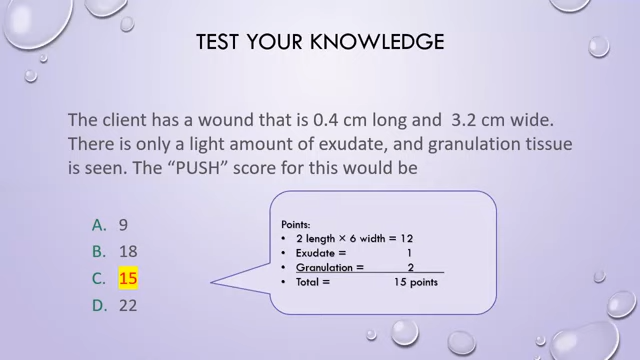 TEST YOUR KNOWLEDGE
The client has a wound that is 0.4 cm long and 3.2 cm wide.
There is only a light amount of exudate, and granulation tissue
is seen. The “PUSH” score for this would be
A. 9
B. 18
C. 15
D. 22
Points:
• 2 length × 6 width = 12
• Exudate = 1
• Granulation = 2
• Total = 15 points